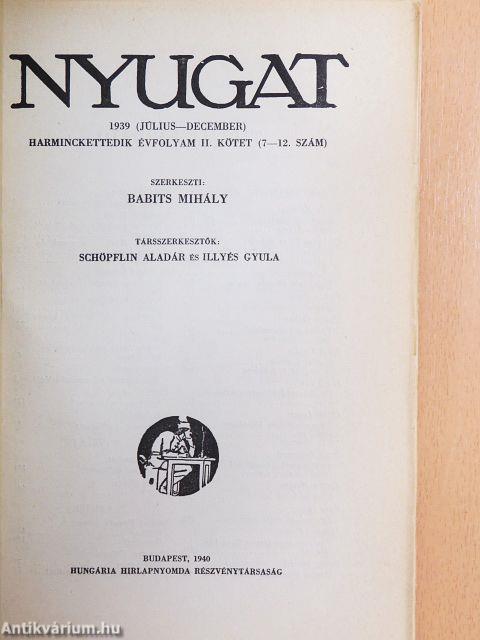 NYUGAT
1939 (JÚLIUS—DECEMBER)
HARMINCKETTEDIK ÉVFOLYAM II. KÖTET (7—12. SZÁM)
SZERKESZTI:
BABITS MIHÁLY
TÁRSSZERKESZTŐK:
SCHÖPFLIN ALADÁR ÉS ILLYÉS GYULA
BUDAPEST, 1940
HUNGÁRIA HIRLAPNYOMDA RÉSZVÉNYTÁRSASÁG
Antikvárium.hu